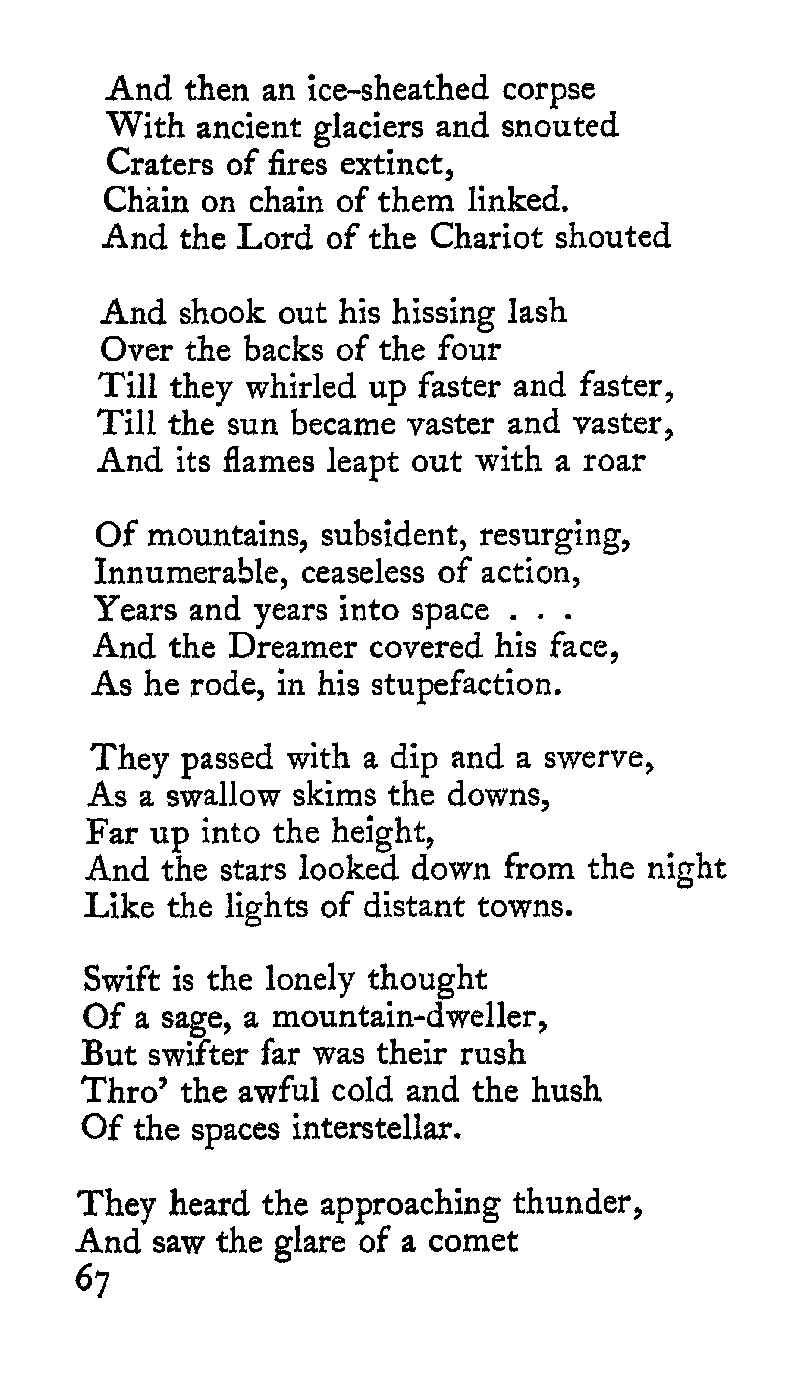 And then an ice-sheathed corpse
With ancient glaciers and snouted
Craters of fires extinct,
Chain on chain of them linked.
And the Lord of the Chariot shouted

And shook out his hissing lash
Over the backs of the four
Till they whirled up faster and faster,
Till the sun became vaster and vaster,
And its flames leapt out with a roar

Of mountains, subsident, resurging,
Innumerable, ceaseless of action,
Years and years into space . . .
And the Dreamer covered his face,
As he rode, in his stupefaction.

They passed with a dip and a swerve,
As a swallow skims the downs,
Far up into the height,
And the stars looked down from the night
Like the lights of distant towns.

Swift is the lonely thought
Of a sage, a mountain-dweller,
But swifter far was their rush
Thro' the awful cold and the hush
Of the spaces interstellar.

They heard the approaching thunder,
And saw the glare of a comet
67